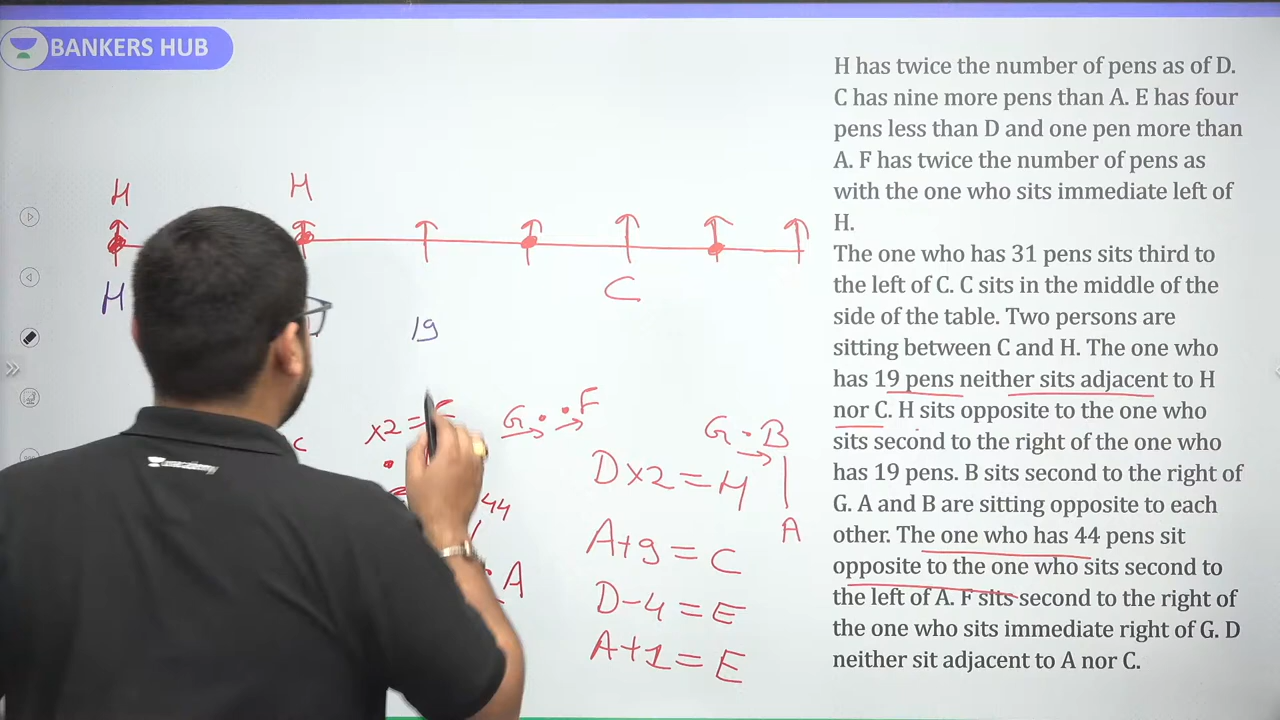 BANKERS HUB
H has twice the number of pens as of D.
C has nine more pens than A. E has four
pens less than D and one pen more than
A. F has twice the number of pens as
with the one who sits immediate left of
H.
The one who has 31 pens sits third to
the left of C. C sits in the middle of the
side of the table. Two persons are
sitting between C and H. The one who
has 19 pens neither sits adjacent to H
nor C. H sits opposite to the one who
sits second to the right of the one who
has 19 pens. B sits second to the right of
G. A and B are sitting opposite to each
other. The one who has 44 pens sit
opposite to the one who sits second to
the left of A. F sits second to the right of
the one who sits immediate right of G. D
neither sit adjacent to A nor C.
H H
H C
19
x2 =
G F
G B
A
C
44
A
D x 2 = H
A + 9 = C
D - 4 = E
A + 1 = E